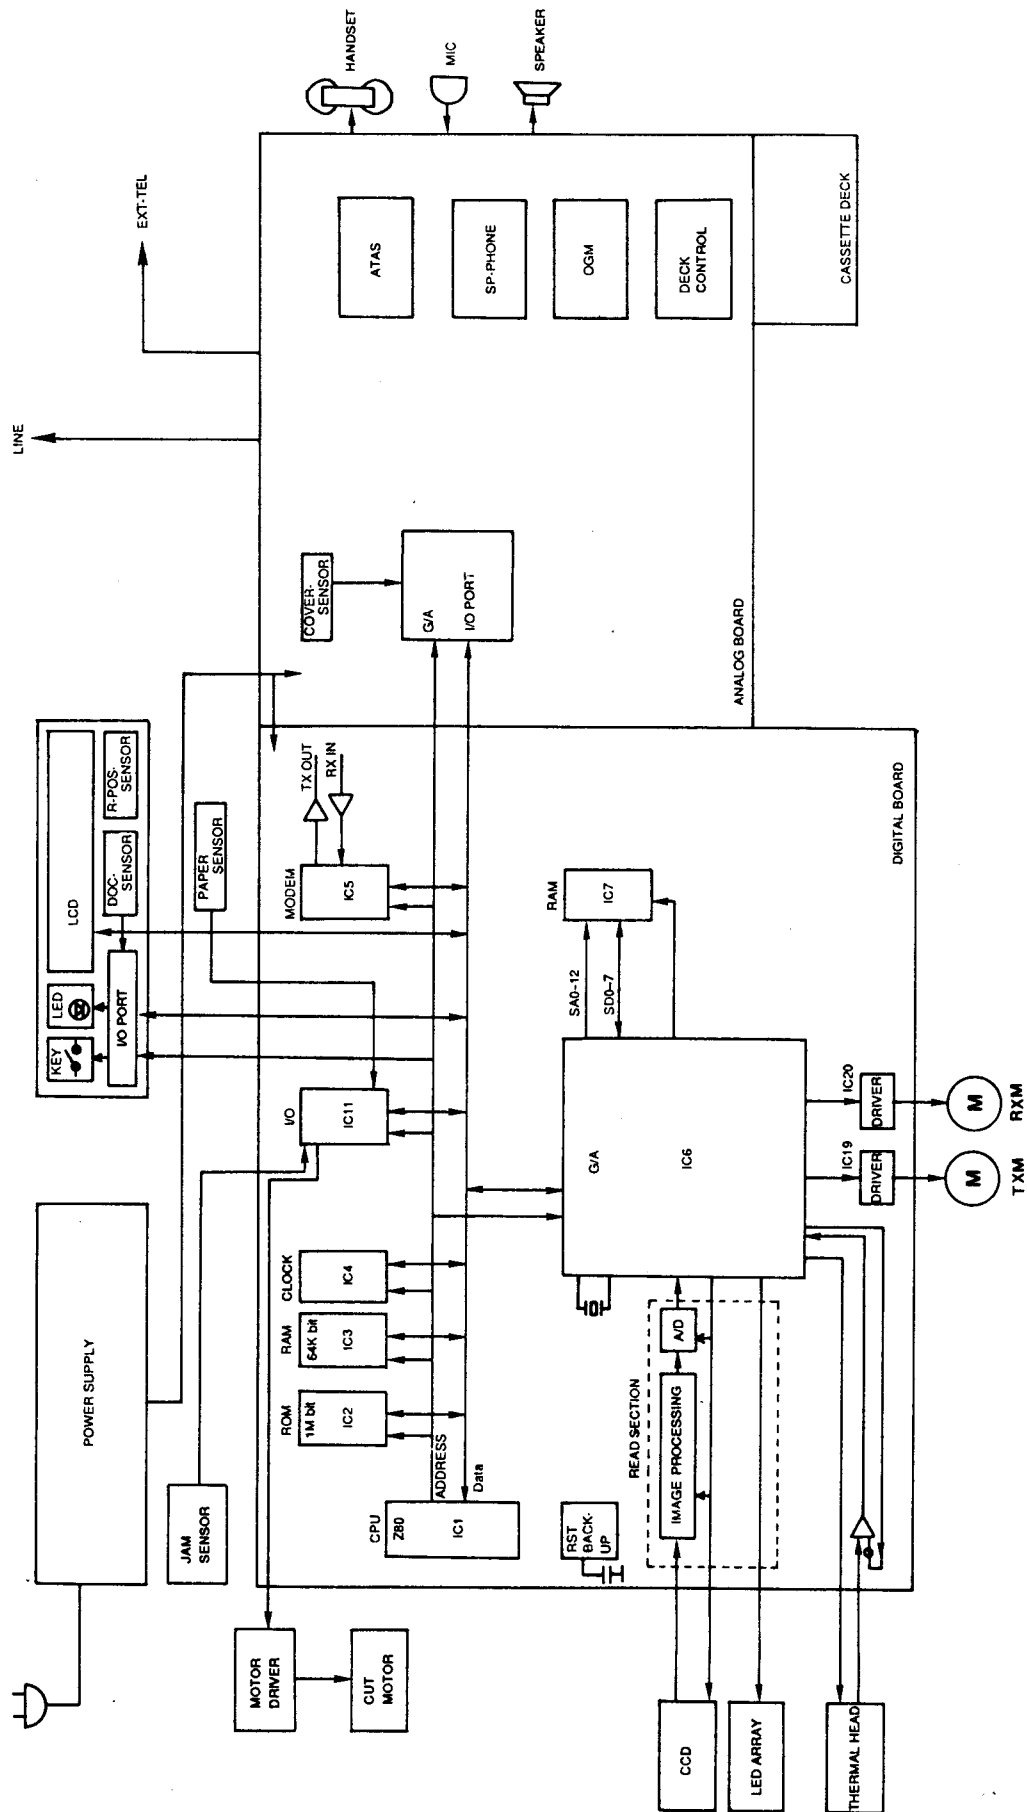 POWER SUPPLY
JAM
SENSOR
MOTOR
DRIVER
CUT
MOTOR
KEY
LED
LCD
I/O PORT
DOC-
SENSOR
R-POS-
SENSOR
PAPER
SENSOR
LINE
EXT-TEL
HANDSET
MIC
SPEAKER
CPU
Z80
IC1
ADDRESS
Data
ROM
1M bit
IC2
RAM
64K bit
IC3
CLOCK
IC4
I/O
IC11
MODEM
IC5
TX OUT
RX IN
COVER-
SENSOR
G/A
I/O PORT
ATAS
SP-PHONE
OGM
DECK
CONTROL
CASSETTE DECK
ANALOG BOARD
RST
BACK-
UP
READ SECTION
IMAGE PROCESSING
A/D
G/A
IC6
SA0-12
SD0-7
RAM
IC7
DIGITAL BOARD
CCD
LED ARRAY
THERMAL HEAD
IC19
DRIVER
IC20
DRIVER
M
TXM
M
RXM